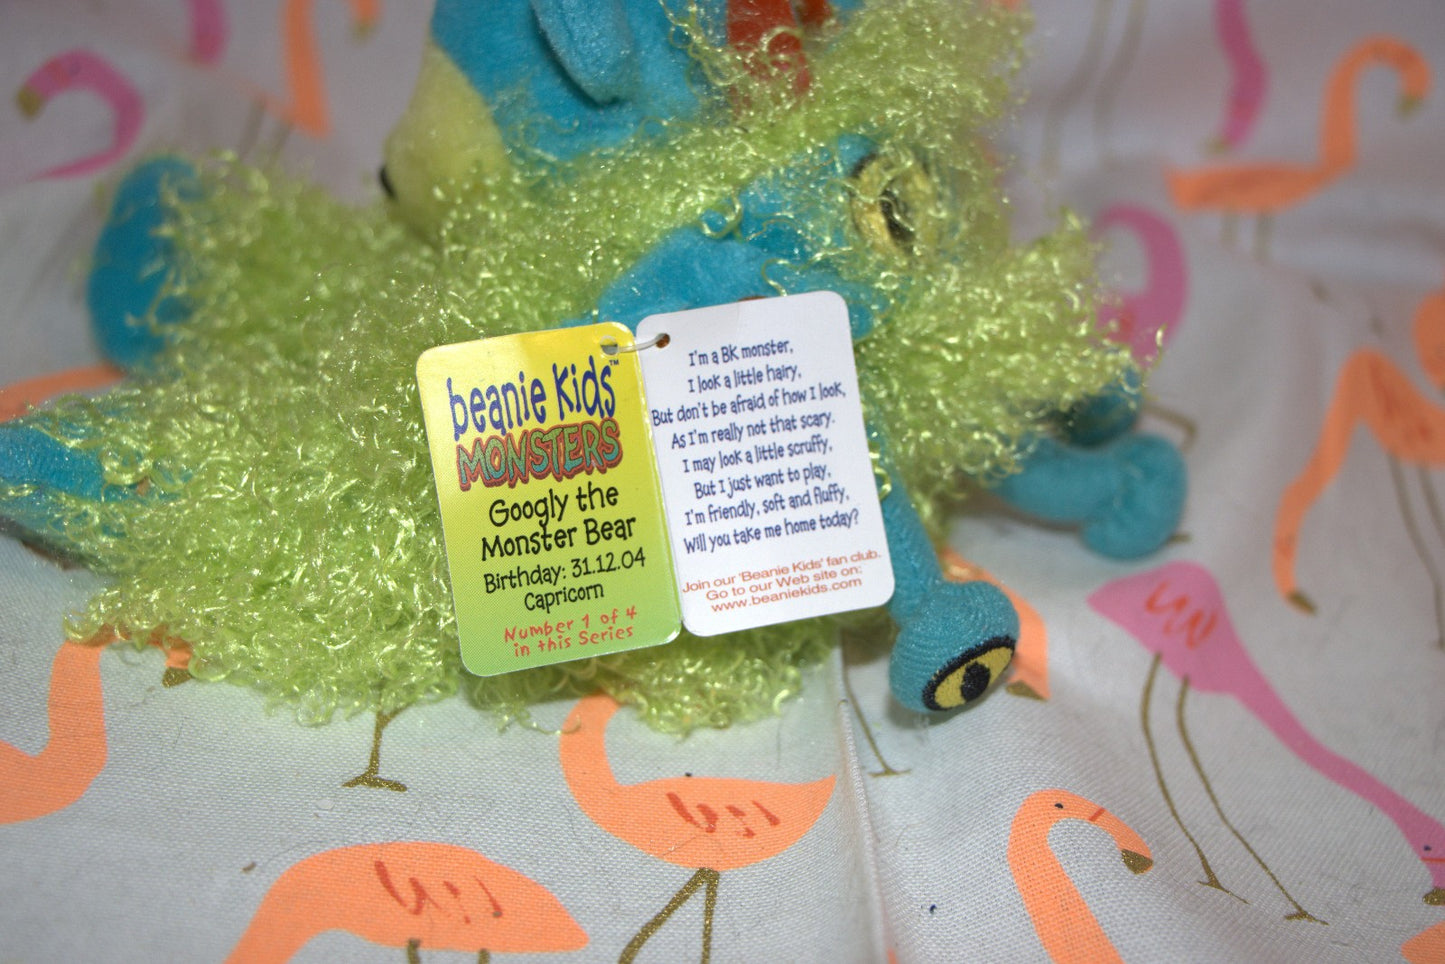 beanie kids™
MONSTERS
Googly the
Monster Bear
Birthday: 31.12.04
Capricorn
Number 1 of 4
in this Series
I'm a BK monster,
I look a little hairy,
But don't be afraid of how I look,
As I'm really not that scary.
I may look a little scruffy,
But I just want to play,
I'm friendly, soft and fluffy,
Will you take me home today?
Join our 'Beanie Kids' fan club.
Go to our Web site on:
www.beaniekids.com